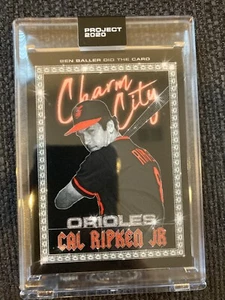 PROJECT
2020
BEN BALLER DID THE CARD
Charm
City
ORIOLES
CAL RIPKEN JR